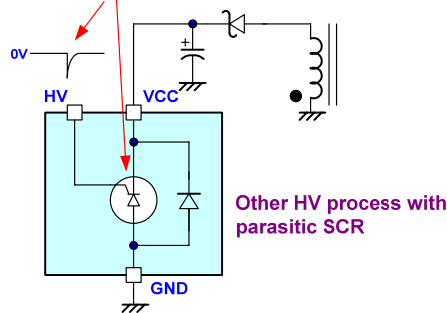 0V
+
HV
VCC
Other HV process with
parasitic SCR
GND